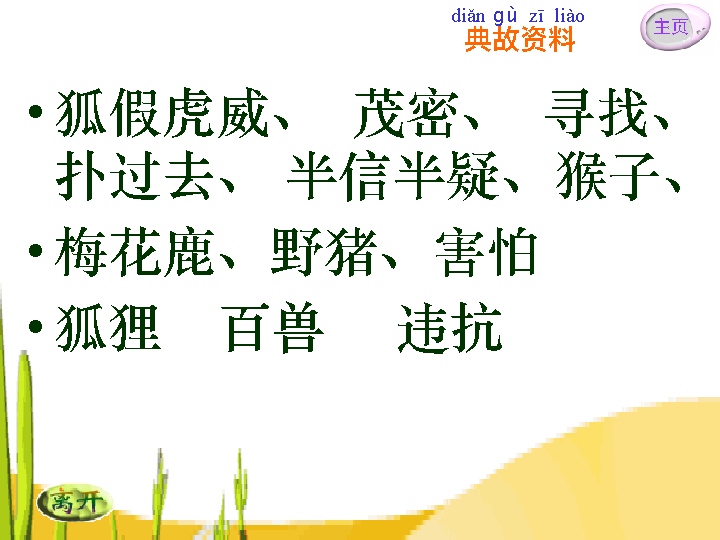 diǎn gù zī liào
典故资料
主页
•狐假虎威、 茂密、 寻找、
扑过去、 半信半疑、猴子、
•梅花鹿、野猪、害怕
•狐狸 百兽 违抗
离开